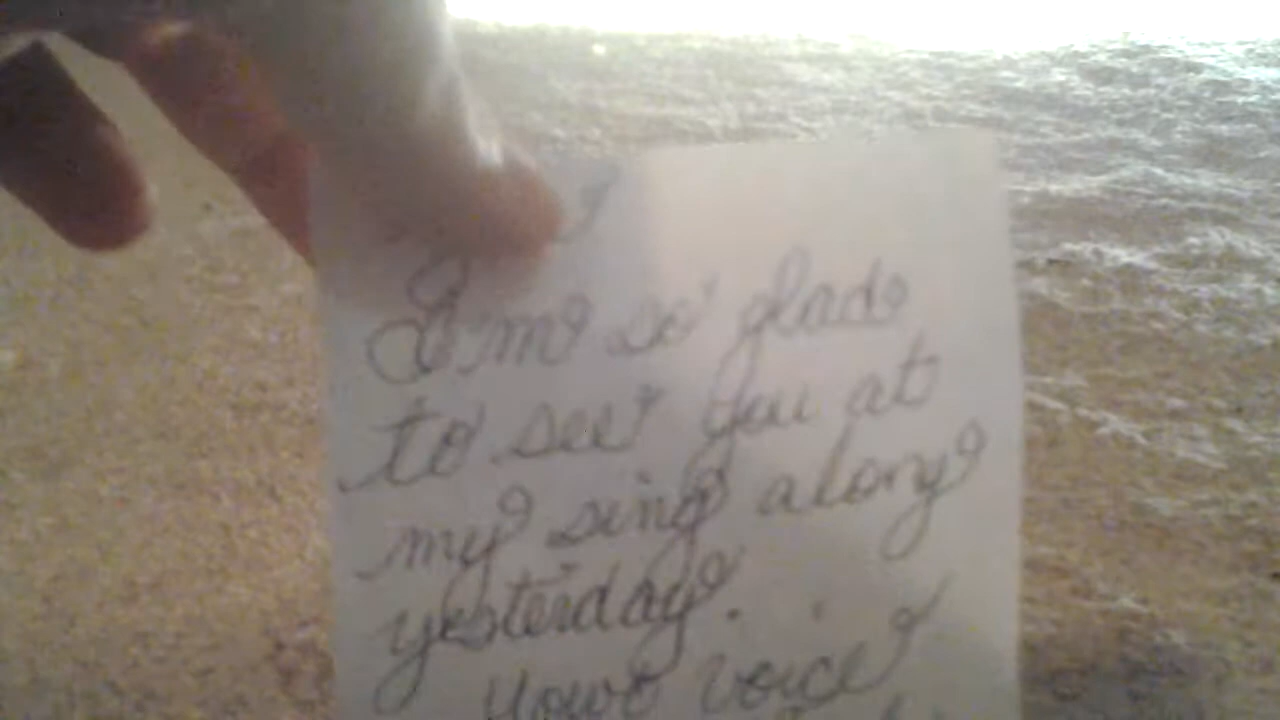 I'm so glad
to see you at
my sing along
yesterday.
Your voice